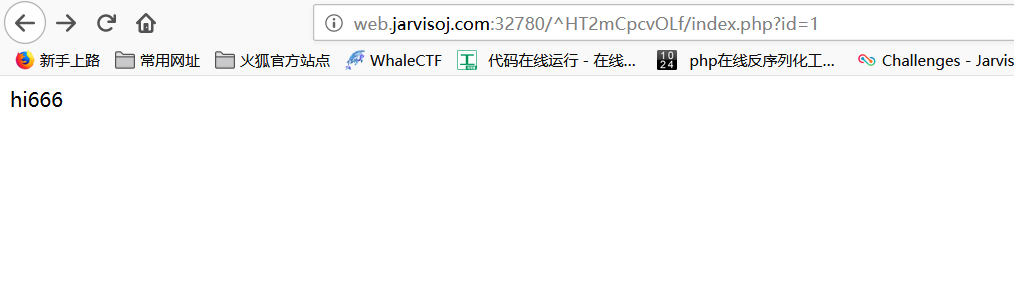 web.jarvisoj.com:32780/^HT2mCpcvOLf/index.php?id=1
新手上路 常用网址 火狐官方站点 WhaleCTF 工 代码在线运行 - 在线... 10 24 php在线反序列化工... Challenges - Jarvis
hi666